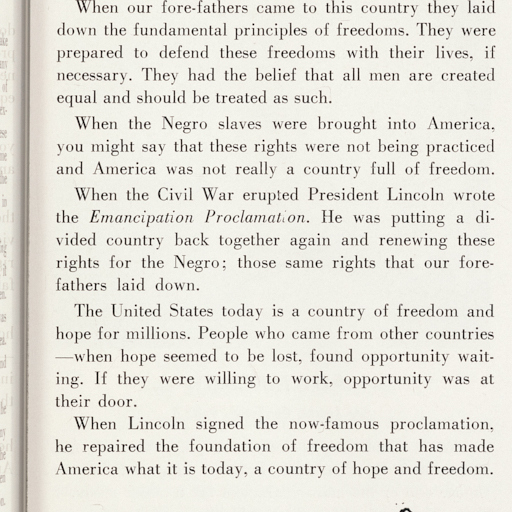 When our fore-fathers came to this country they laid
down the fundamental principles of freedoms. They were
prepared to defend these freedoms with their lives, if
necessary. They had the belief that all men are created
equal and should be treated as such.
When the Negro slaves were brought into America,
you might say that these rights were not being practiced
and America was not really a country full of freedom.
When the Civil War erupted President Lincoln wrote
the Emancipation Proclamation. He was putting a di-
vided country back together again and renewing these
rights for the Negro; those same rights that our fore-
fathers laid down.
The United States today is a country of freedom and
hope for millions. People who came from other countries
—when hope seemed to be lost, found opportunity wait-
ing. If they were willing to work, opportunity was at
their door.
When Lincoln signed the now-famous proclamation,
he repaired the foundation of freedom that has made
America what it is today, a country of hope and freedom.